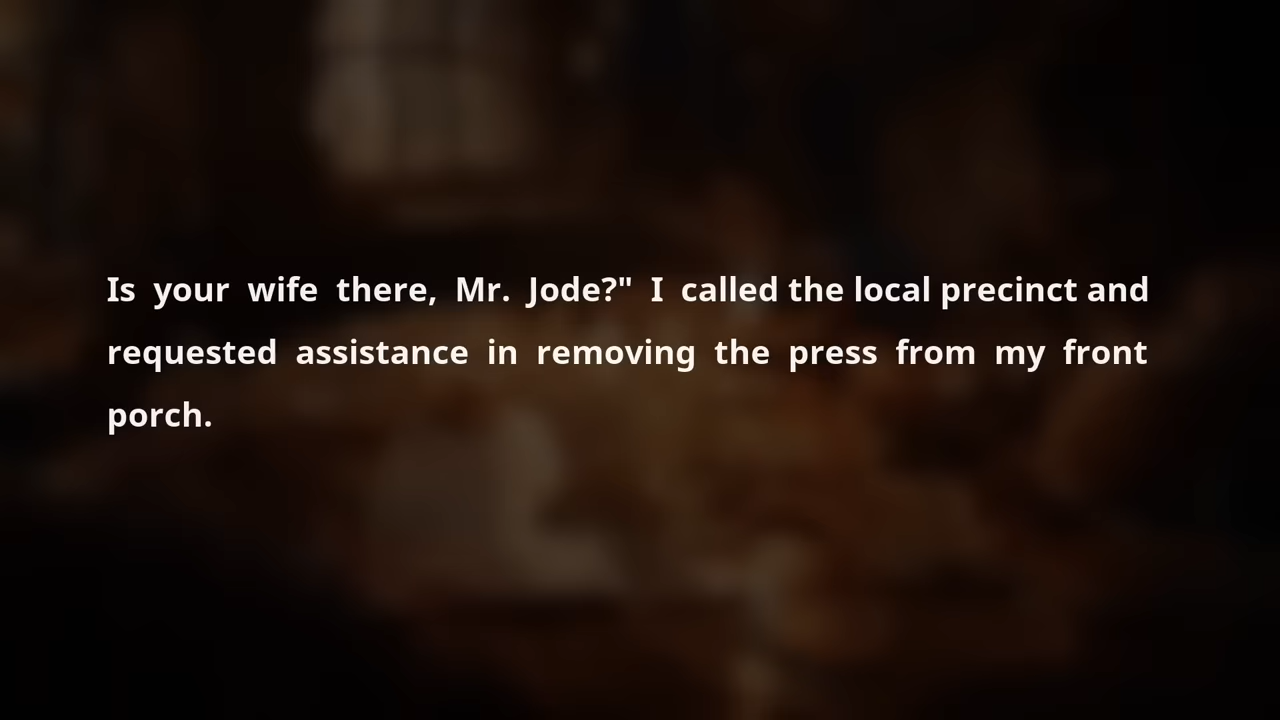 Is your wife there, Mr. Jode?" I called the local precinct and
requested assistance in removing the press from my front
porch.